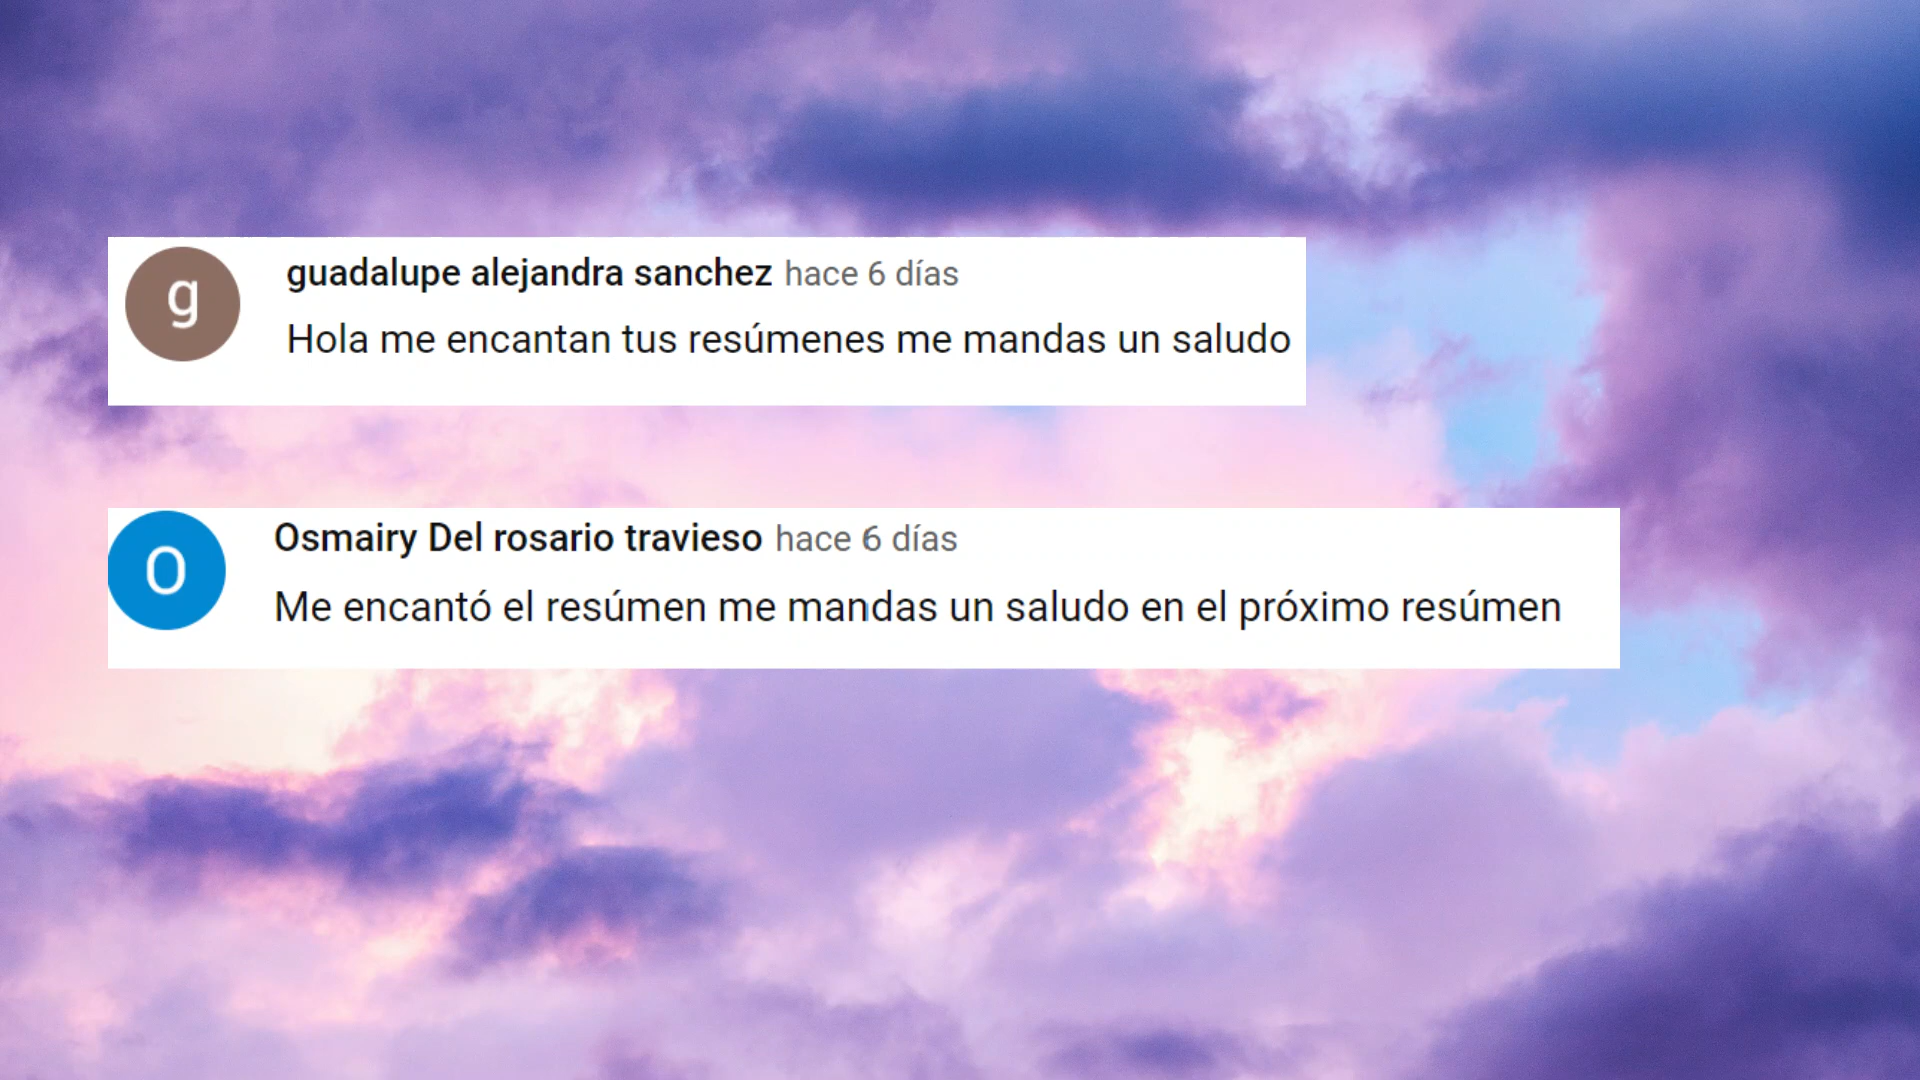 g
guadalupe alejandra sanchez hace 6 días
Hola me encantan tus resúmenes me mandas un saludo
O
Osmairy Del rosario travieso hace 6 días
Me encantó el resúmen me mandas un saludo en el próximo resúmen